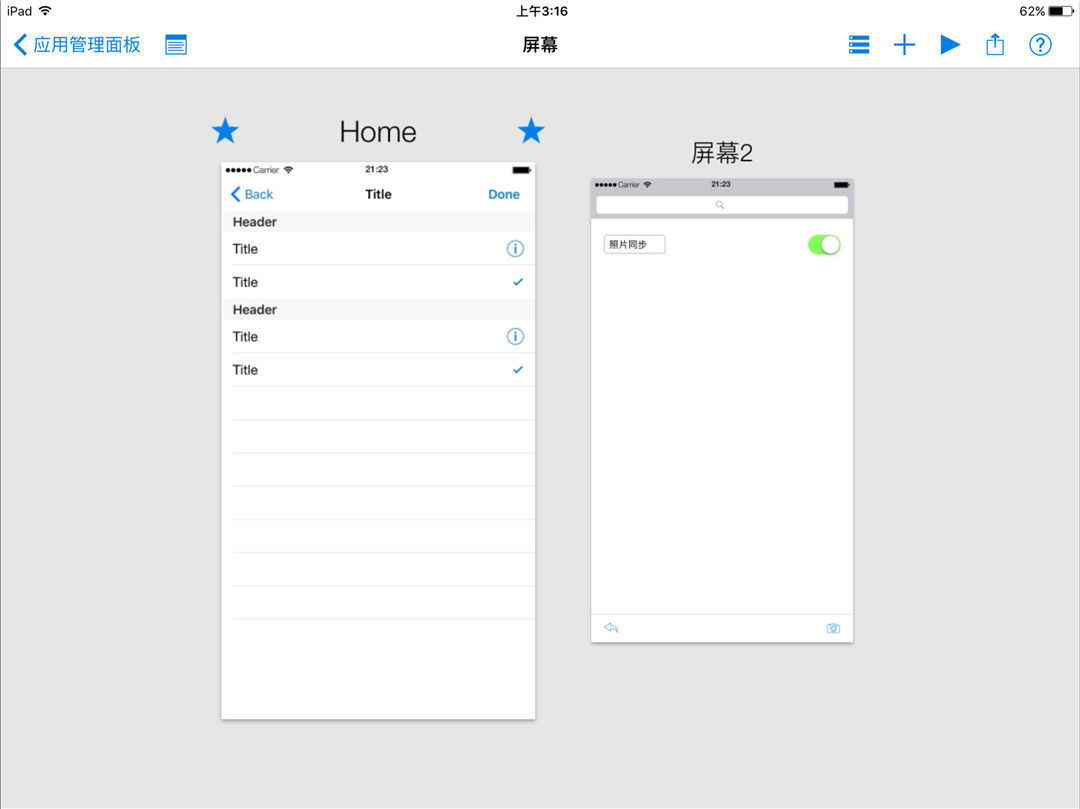 iPad 上午3:16 62%
应用管理面板 屏幕
Home
屏幕2
Carrier 21:23
Back Title Done
Header
Title
Title
Header
Title
Title
Carrier 21:23
照片同步